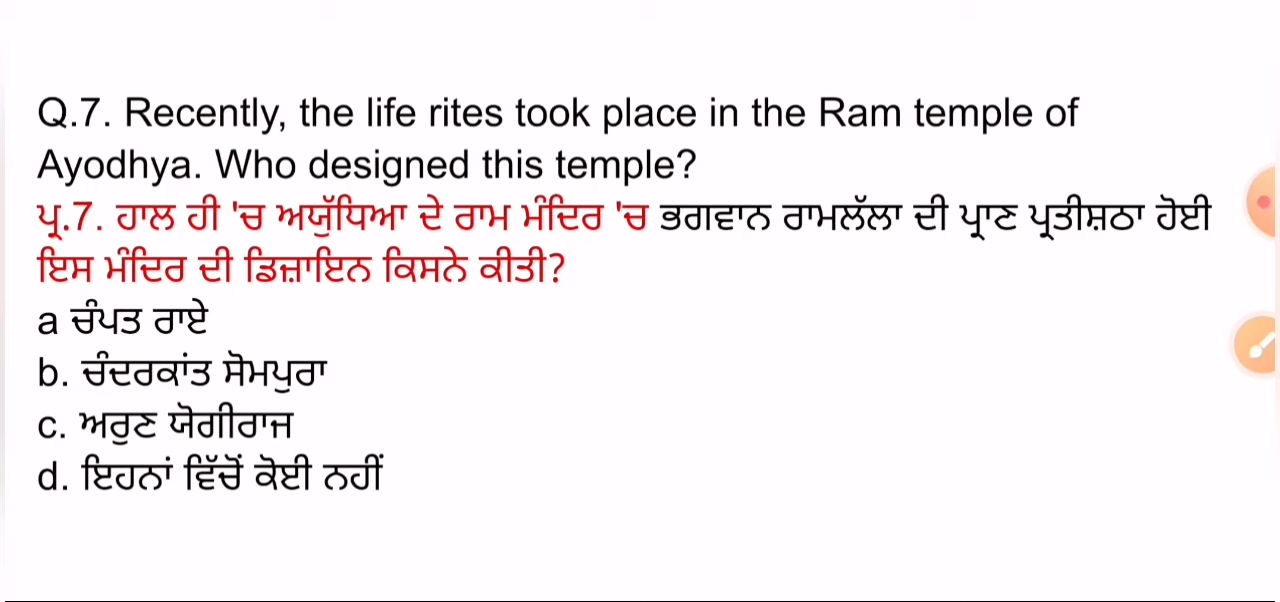 Q.7. Recently, the life rites took place in the Ram temple of
Ayodhya. Who designed this temple?
ਪ੍ਰ.7. ਹਾਲ ਹੀ 'ਚ ਅਯੁੱਧਿਆ ਦੇ ਰਾਮ ਮੰਦਿਰ 'ਚ ਭਗਵਾਨ ਰਾਮਲੱਲਾ ਦੀ ਪ੍ਰਾਣ ਪ੍ਰਤੀਸ਼ਠਾ ਹੋਈ
ਇਸ ਮੰਦਿਰ ਦੀ ਡਿਜ਼ਾਇਨ ਕਿਸਨੇ ਕੀਤੀ?
a ਚੰਪਤ ਰਾਏ
b. ਚੰਦਰਕਾਂਤ ਸੋਮਪੁਰਾ
c. ਅਰੁਣ ਯੋਗੀਰਾਜ
d. ਇਹਨਾਂ ਵਿੱਚੋਂ ਕੋਈ ਨਹੀਂ